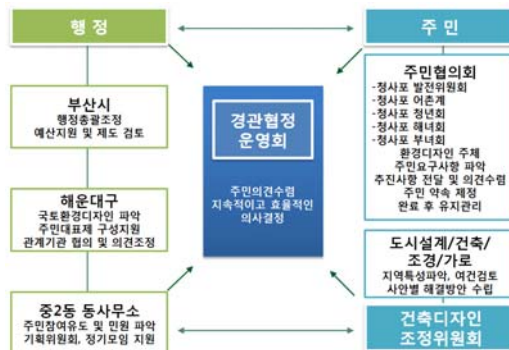 행 정
부산시
행정총괄조정
예산지원 및 제도 검토
해운대구
국토환경디자인 파악
주민대표제 구성지원
관계기관 협의 및 의견조정
중2동 동사무소
주민참여유도 및 민원 파악
기획위원회, 정기모임 지원
경관협정
운영회
주민의견수렴
지속적이고 효율적인
의사결정
주 민
주민협의회
-청사포 발전위원회
-청사포 어촌계
-청사포 청년회
-청사포 해녀회
-청사포 부녀회
환경디자인 주체
주민요구사항 파악
추진사항 전달 및 의견수렴
주민 약속 제정
완료 후 유지관리
도시설계/건축/
조경/가로
지역특성파악, 여건검토
사안별 해결방안 수립
건축디자인
조정위원회